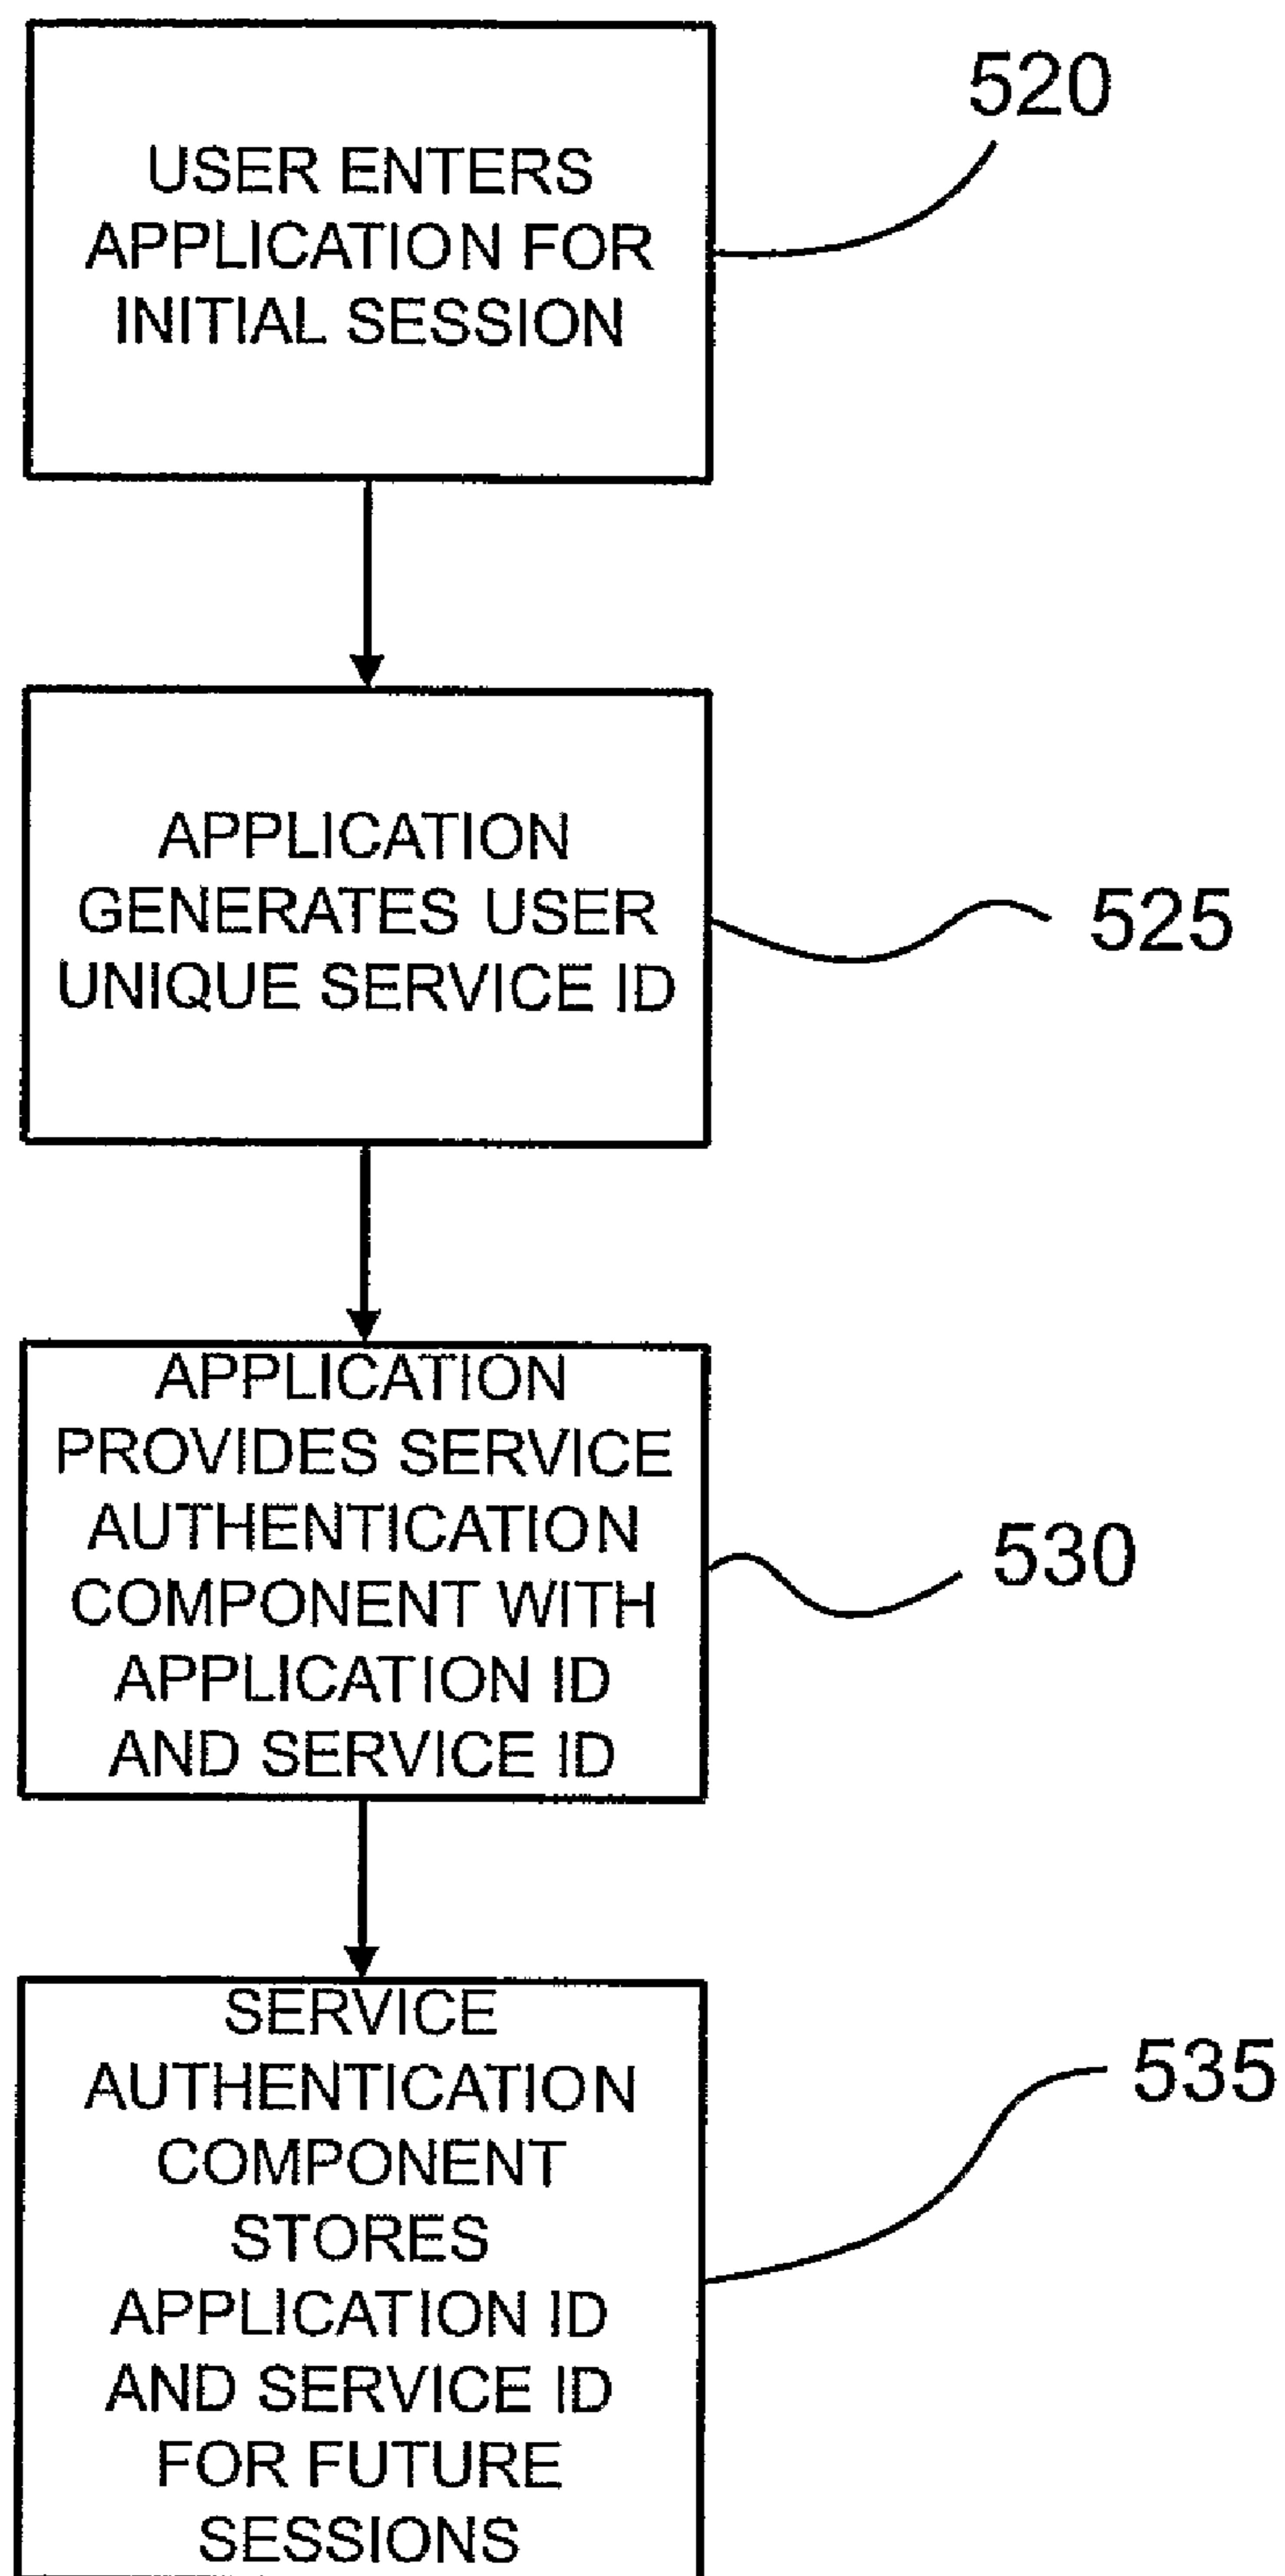 USER ENTERS
APPLICATION FOR
INITIAL SESSION
520
APPLICATION
GENERATES USER
UNIQUE SERVICE ID
525
APPLICATION
PROVIDES SERVICE
AUTHENTICATION
COMPONENT WITH
APPLICATION ID
AND SERVICE ID
530
SERVICE
AUTHENTICATION
COMPONENT
STORES
APPLICATION ID
AND SERVICE ID
FOR FUTURE
SESSIONS
535